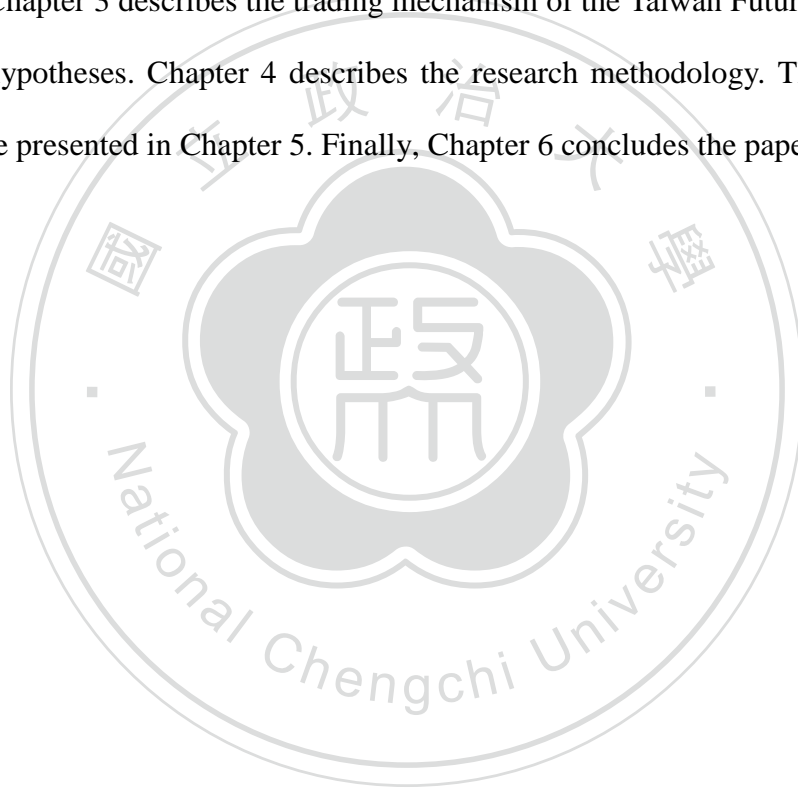 Chapter 3 describes the trading mechanism of the Taiwan Futur
ypotheses. Chapter 4 describes the research methodology. T
e presented in Chapter 5. Finally, Chapter 6 concludes the pape
國立政治大學
政
National Chengchi University